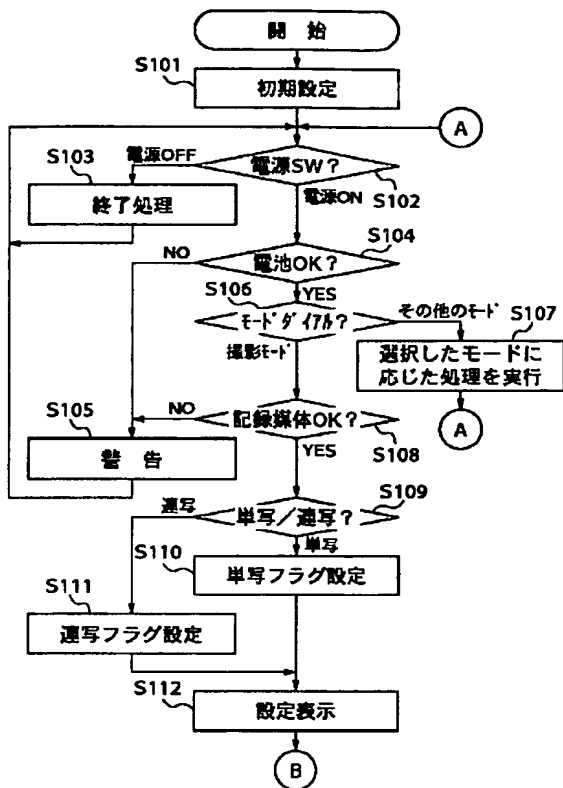 開 始
S101
初期設定
A
S103
電源OFF
電源SW?
S102
終了処理
電源ON
S104
NO
電池OK?
S106
YES
その他のモード
モードダイアル?
S107
撮影モード
選択したモードに
応じた処理を実行
A
S105
NO
記録媒体OK?
S108
警 告
YES
S109
連写
単写/連写?
単写
S110
単写フラグ設定
S111
連写フラグ設定
S112
設定表示
B